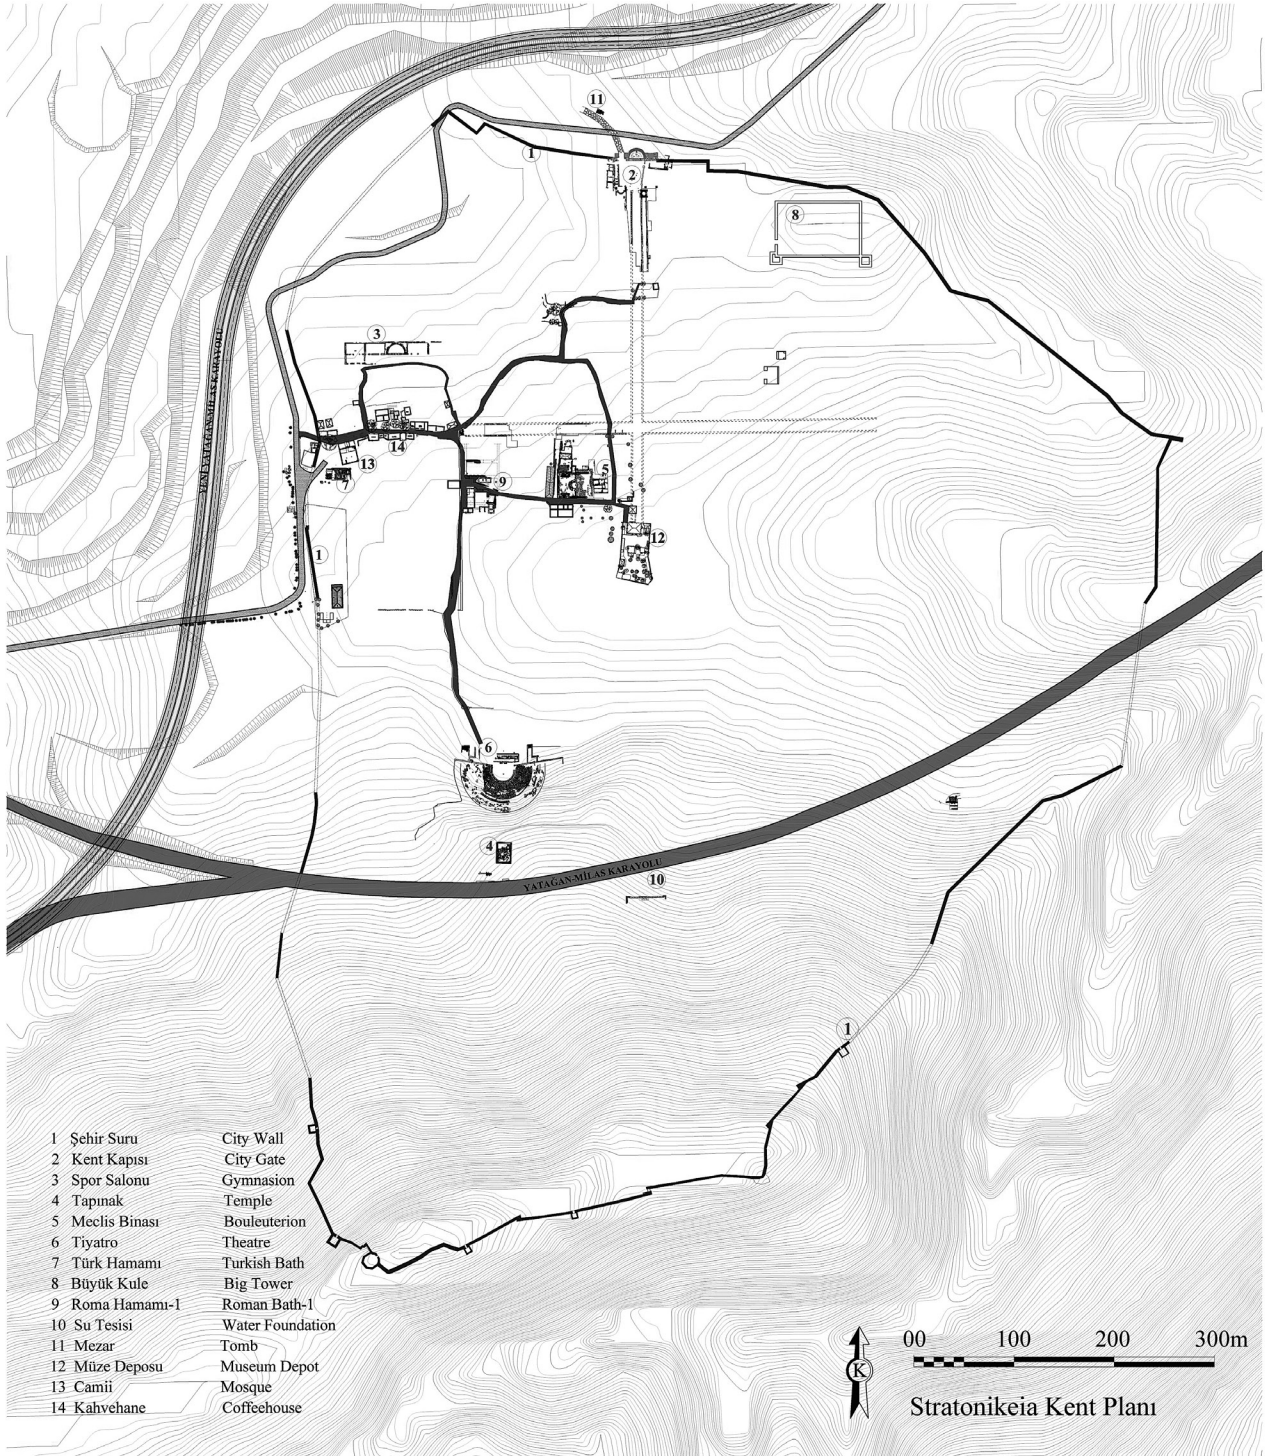 11
1
2
8
3
YENİ YATAĞAN-MİLAS KARAYOLU
14
13
7
9
5
12
1
6
4
YATAĞAN-MİLAS KARAYOLU
10
1
1 Şehir Suru City Wall
2 Kent Kapısı City Gate
3 Spor Salonu Gymnasion
4 Tapınak Temple
5 Meclis Binası Bouleuterion
6 Tiyatro Theatre
7 Türk Hamamı Turkish Bath
8 Büyük Kule Big Tower
9 Roma Hamamı-1 Roman Bath-1
10 Su Tesisi Water Foundation
11 Mezar Tomb
12 Müze Deposu Museum Depot
13 Camii Mosque
14 Kahvehane Coffeehouse
K
00 100 200 300m
Stratonikeia Kent Planı